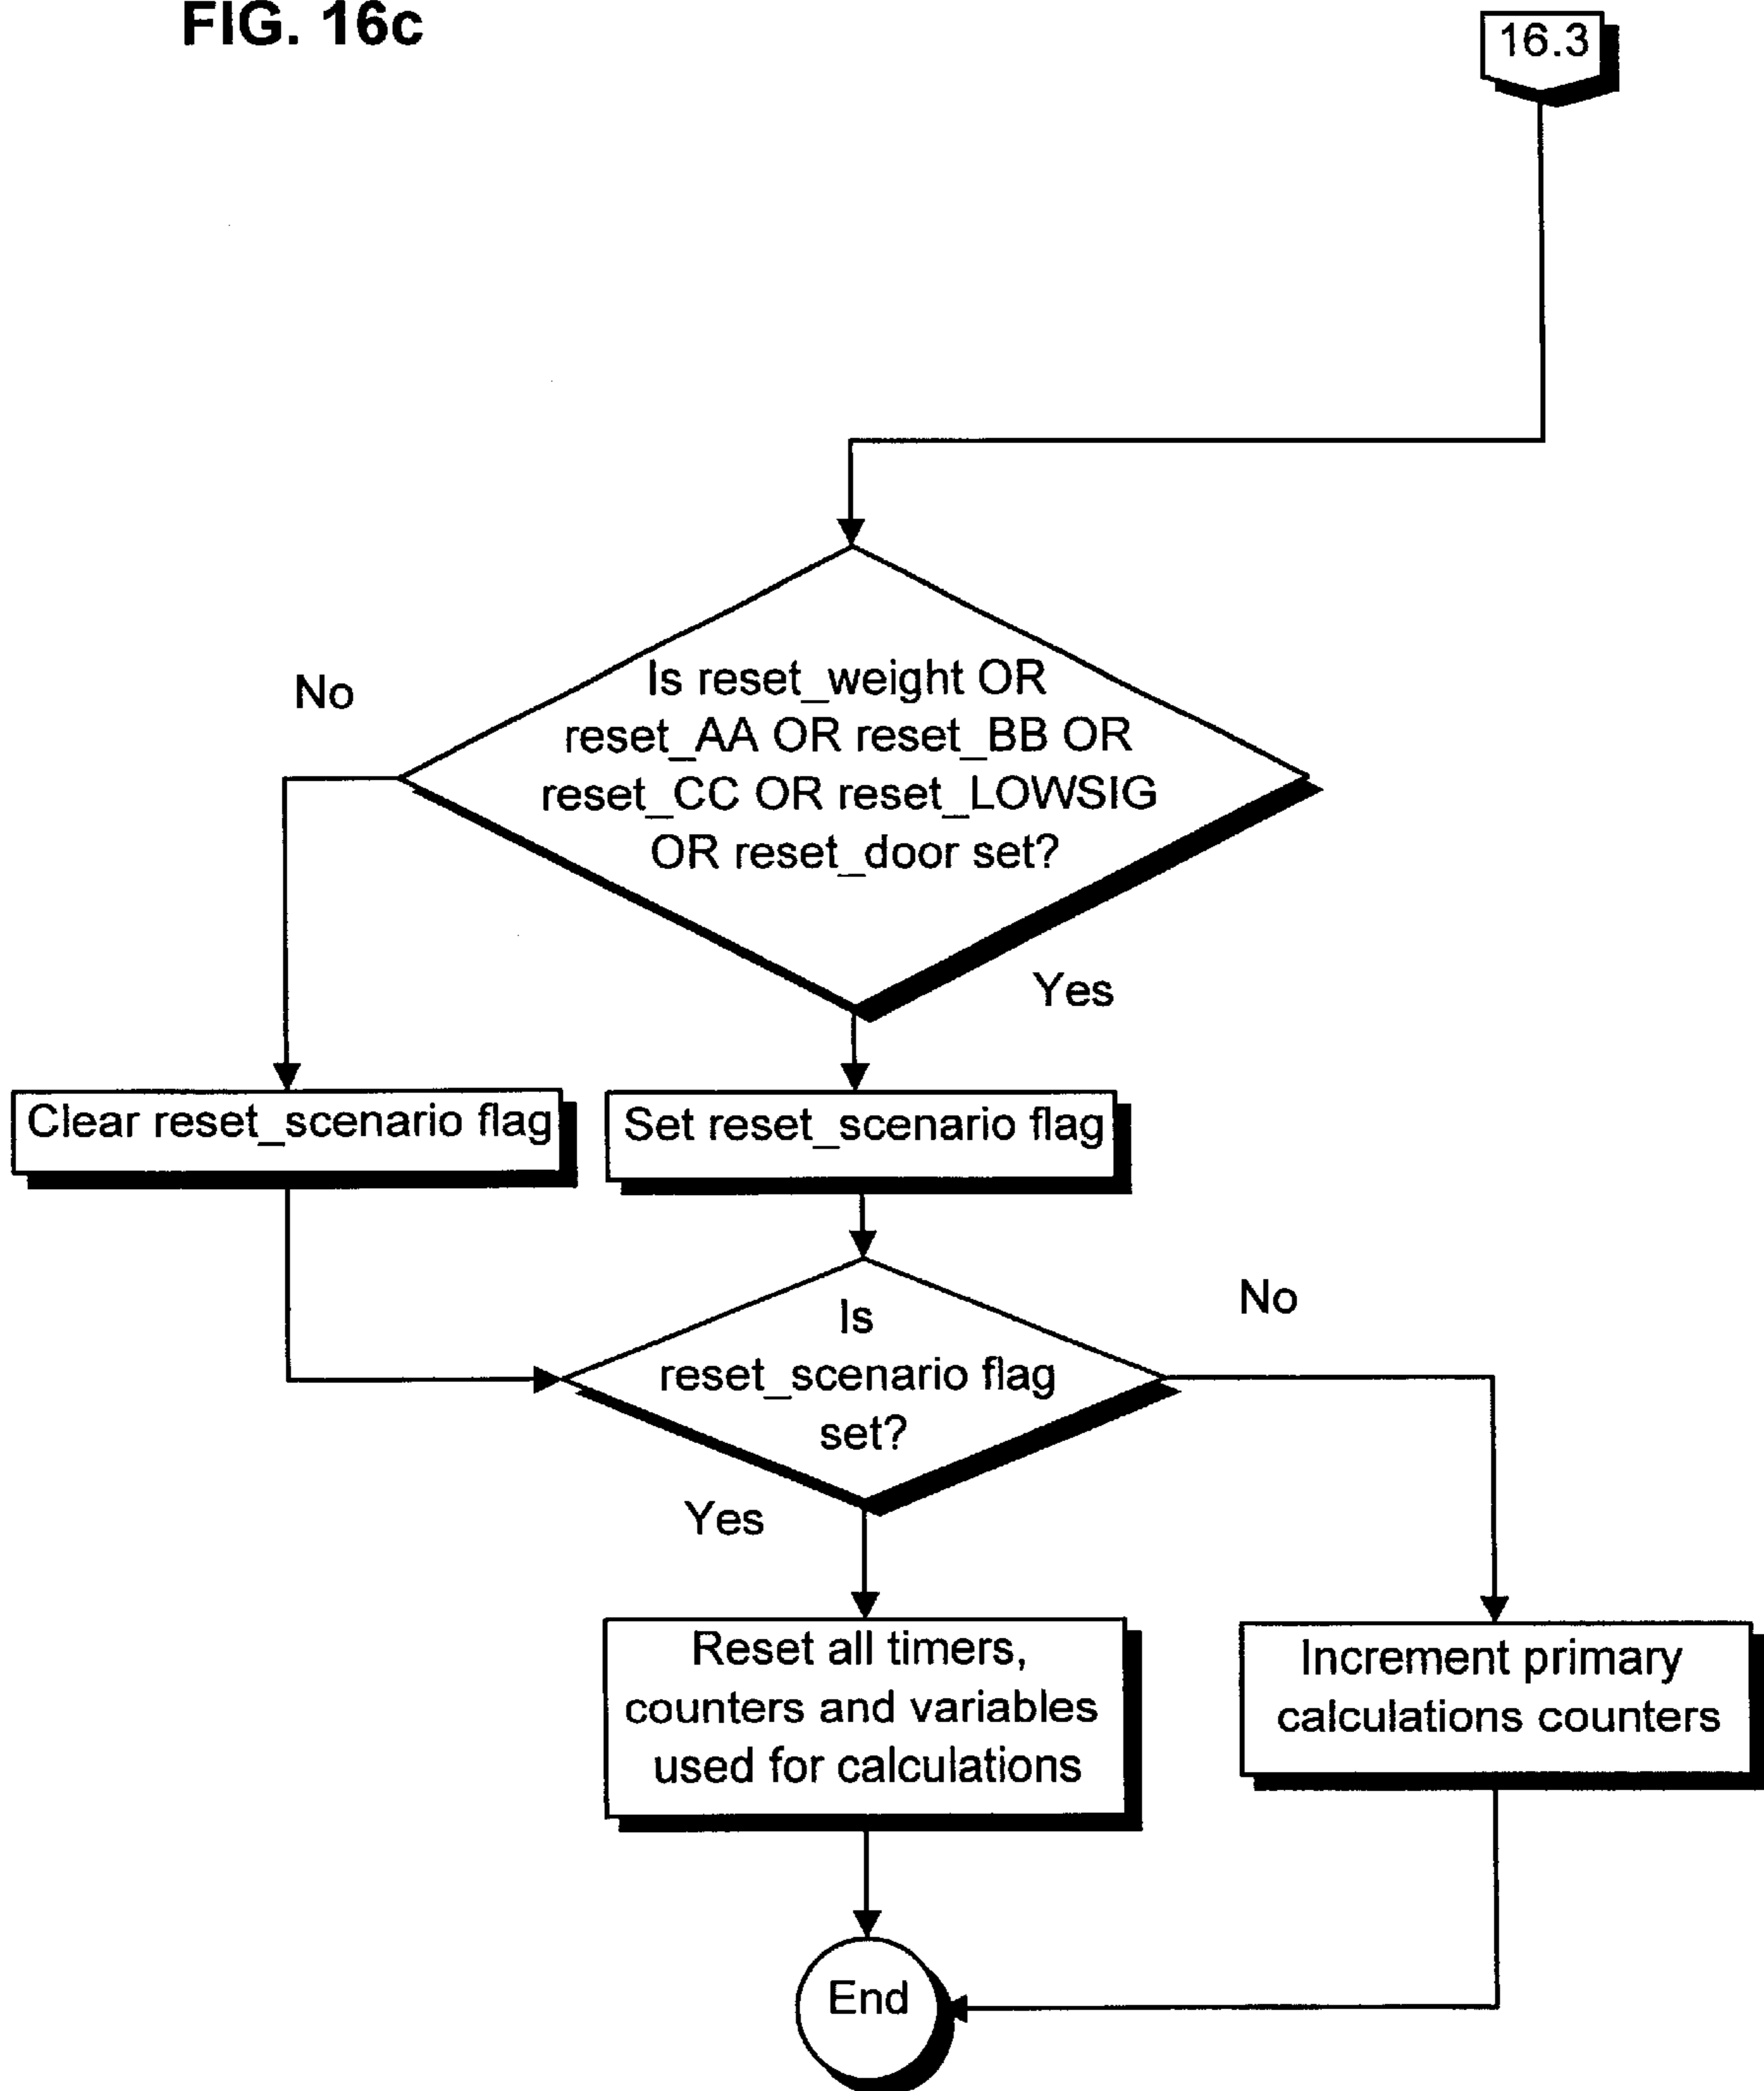 FIG. 16c
16.3
No
Is reset_weight OR
reset_AA OR reset_BB OR
reset_CC OR reset_LOWSIG
OR reset_door set?
Yes
Clear reset_scenario flag
Set reset_scenario flag
No
Is
reset_scenario flag
set?
Yes
Reset all timers,
counters and variables
used for calculations
Increment primary
calculations counters
End